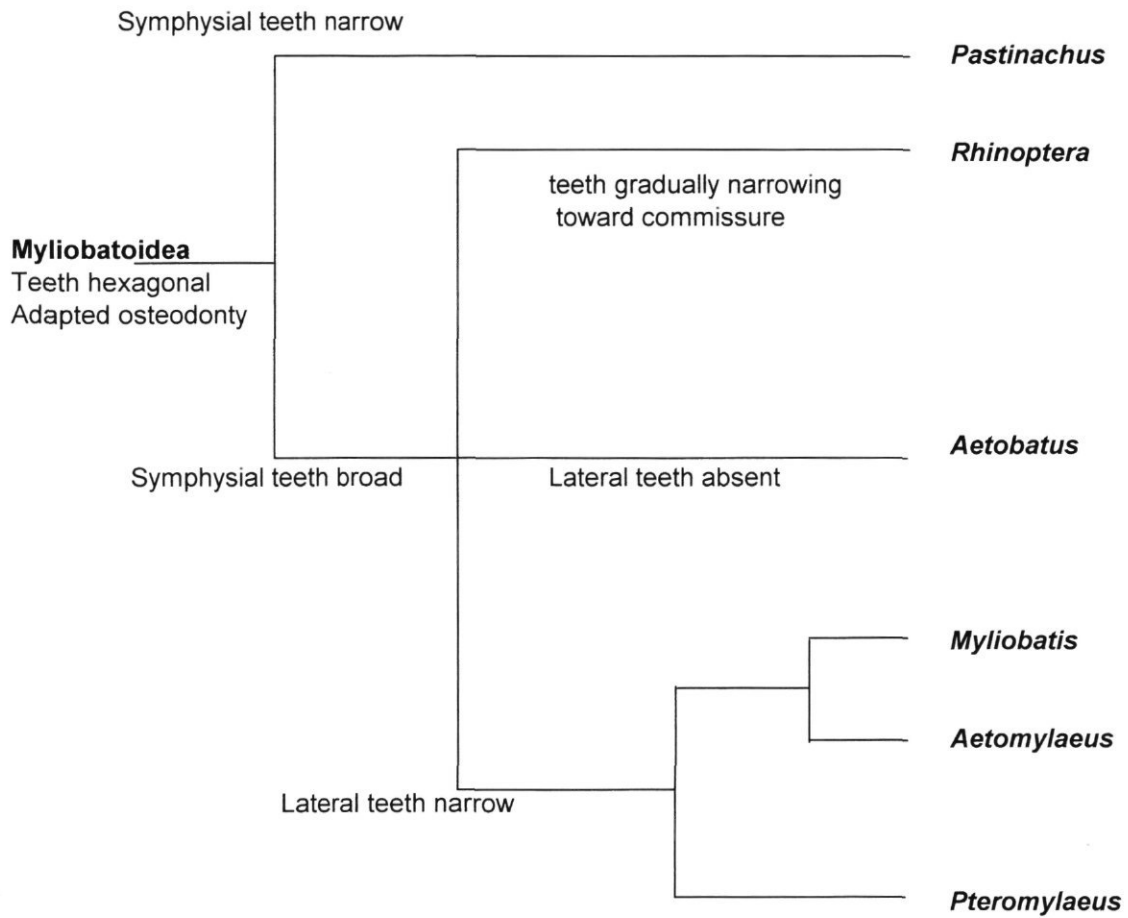 Symphysial teeth narrow
Pastinachus
Rhinoptera
teeth gradually narrowing
toward commissure
Myliobatoidea
Teeth hexagonal
Adapted osteodonty
Symphysial teeth broad
Lateral teeth absent
Aetobatus
Myliobatis
Aetomylaeus
Lateral teeth narrow
Pteromylaeus